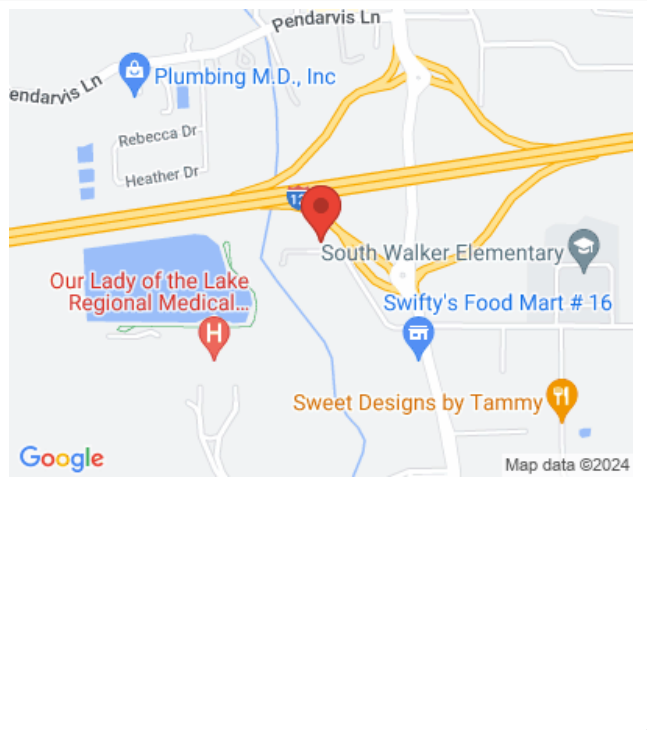 Pendarvis Ln
Plumbing M.D., Inc
endarvis Ln
Rebecca Dr
Heather Dr
South Walker Elementary
Our Lady of the Lake
Regional Medical...
Swifty's Food Mart # 16
H
Sweet Designs by Tammy
Google
Map data ©2024